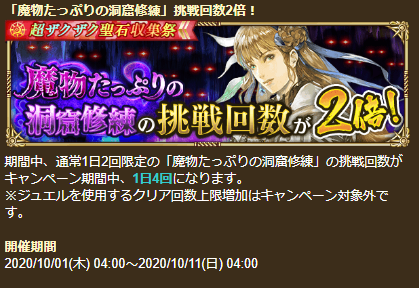 「魔物たっぷりの洞窟修練」挑戦回数2倍！
超ザクザク聖石収集祭
魔物たっぷりの
洞窟修練の挑戦回数が2倍!
期間中、通常1日2回限定の「魔物たっぷりの洞窟修練」の挑戦回数が
キャンペーン期間中、1日4回になります。
※ジュエルを使用するクリア回数上限増加はキャンペーン対象外で
す。
開催期間
2020/10/01(木) 04:00～2020/10/11(日) 04:00